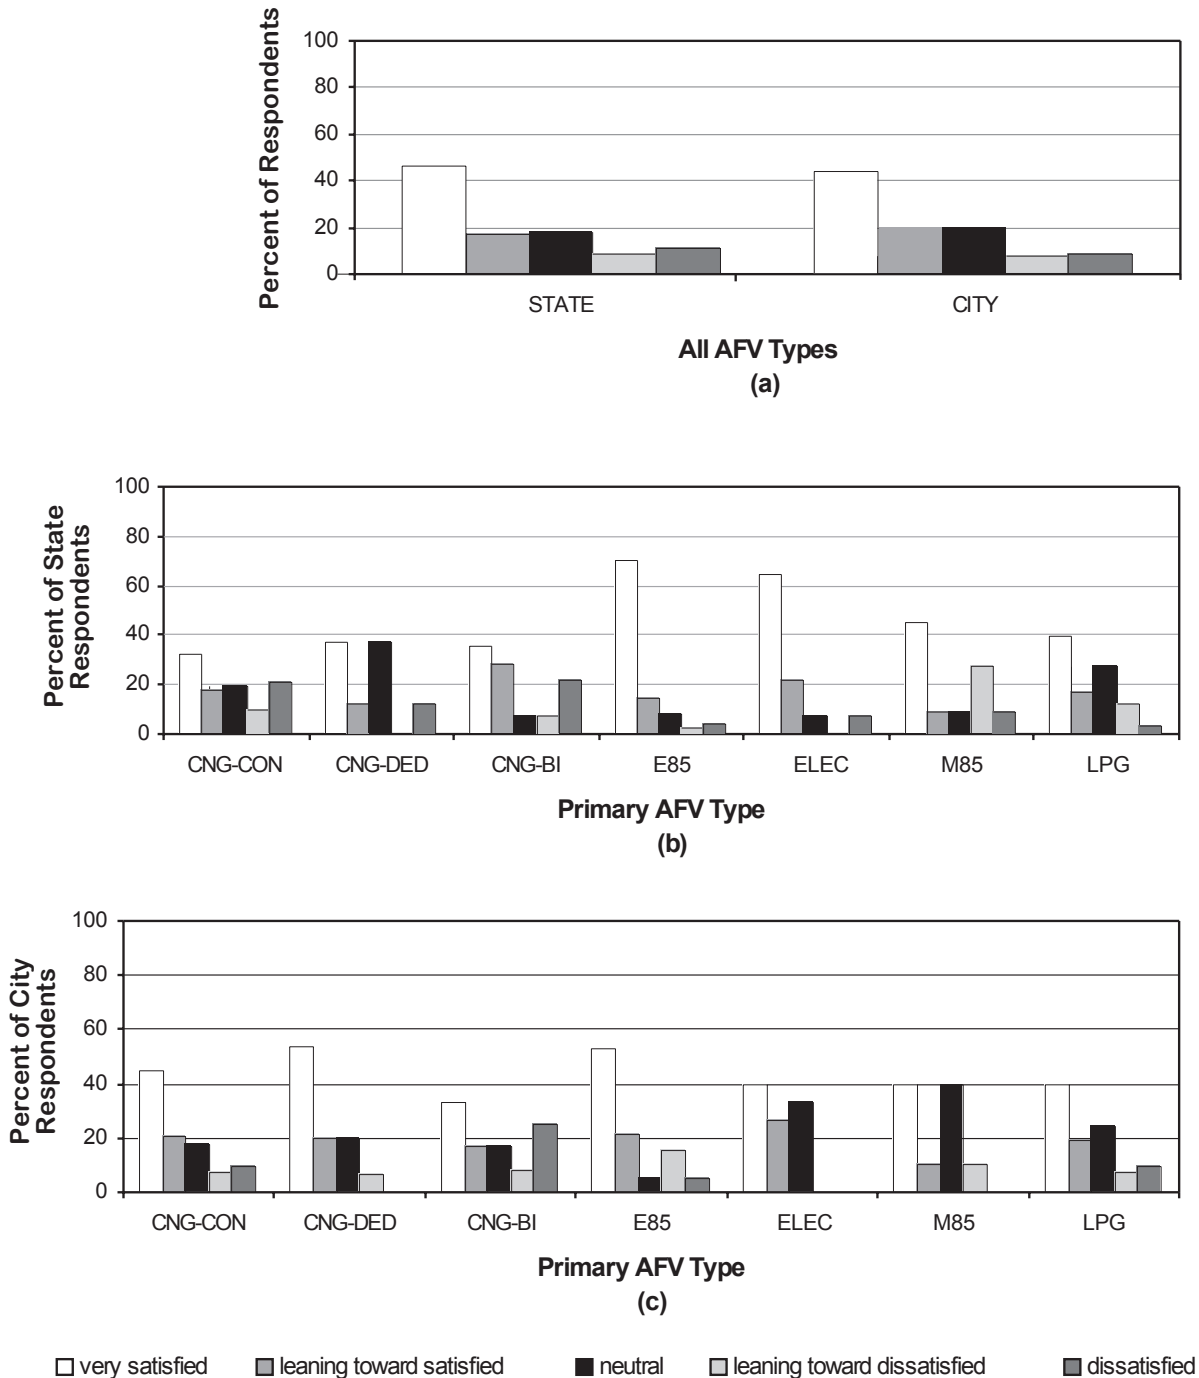 Percent of Respondents
100
80
60
40
20
0
STATE CITY
All AFV Types
(a)
Percent of State
Respondents
100
80
60
40
20
0
CNG-CON CNG-DED CNG-BI E85 ELEC M85 LPG
Primary AFV Type
(b)
Percent of City
Respondents
100
80
60
40
20
0
CNG-CON CNG-DED CNG-BI E85 ELEC M85 LPG
Primary AFV Type
(c)
very satisfied leaning toward satisfied neutral leaning toward dissatisfied dissatisfied